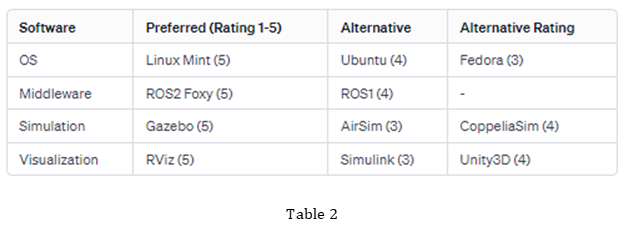 Software Preferred (Rating 1-5) Alternative Alternative Rating
OS Linux Mint (5) Ubuntu (4) Fedora (3)
Middleware ROS2 Foxy (5) ROS1 (4) -
Simulation Gazebo (5) AirSim (3) CoppeliaSim (4)
Visualization RViz (5) Simulink (3) Unity3D (4)
Table 2